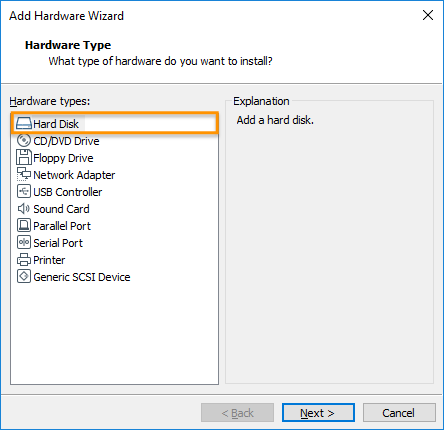 Add Hardware Wizard
Hardware Type
What type of hardware do you want to install?
Hardware types:
Hard Disk
CD/DVD Drive
Floppy Drive
Network Adapter
USB Controller
Sound Card
Parallel Port
Serial Port
Printer
Generic SCSI Device
Explanation
Add a hard disk.
< Back
Next >
Cancel